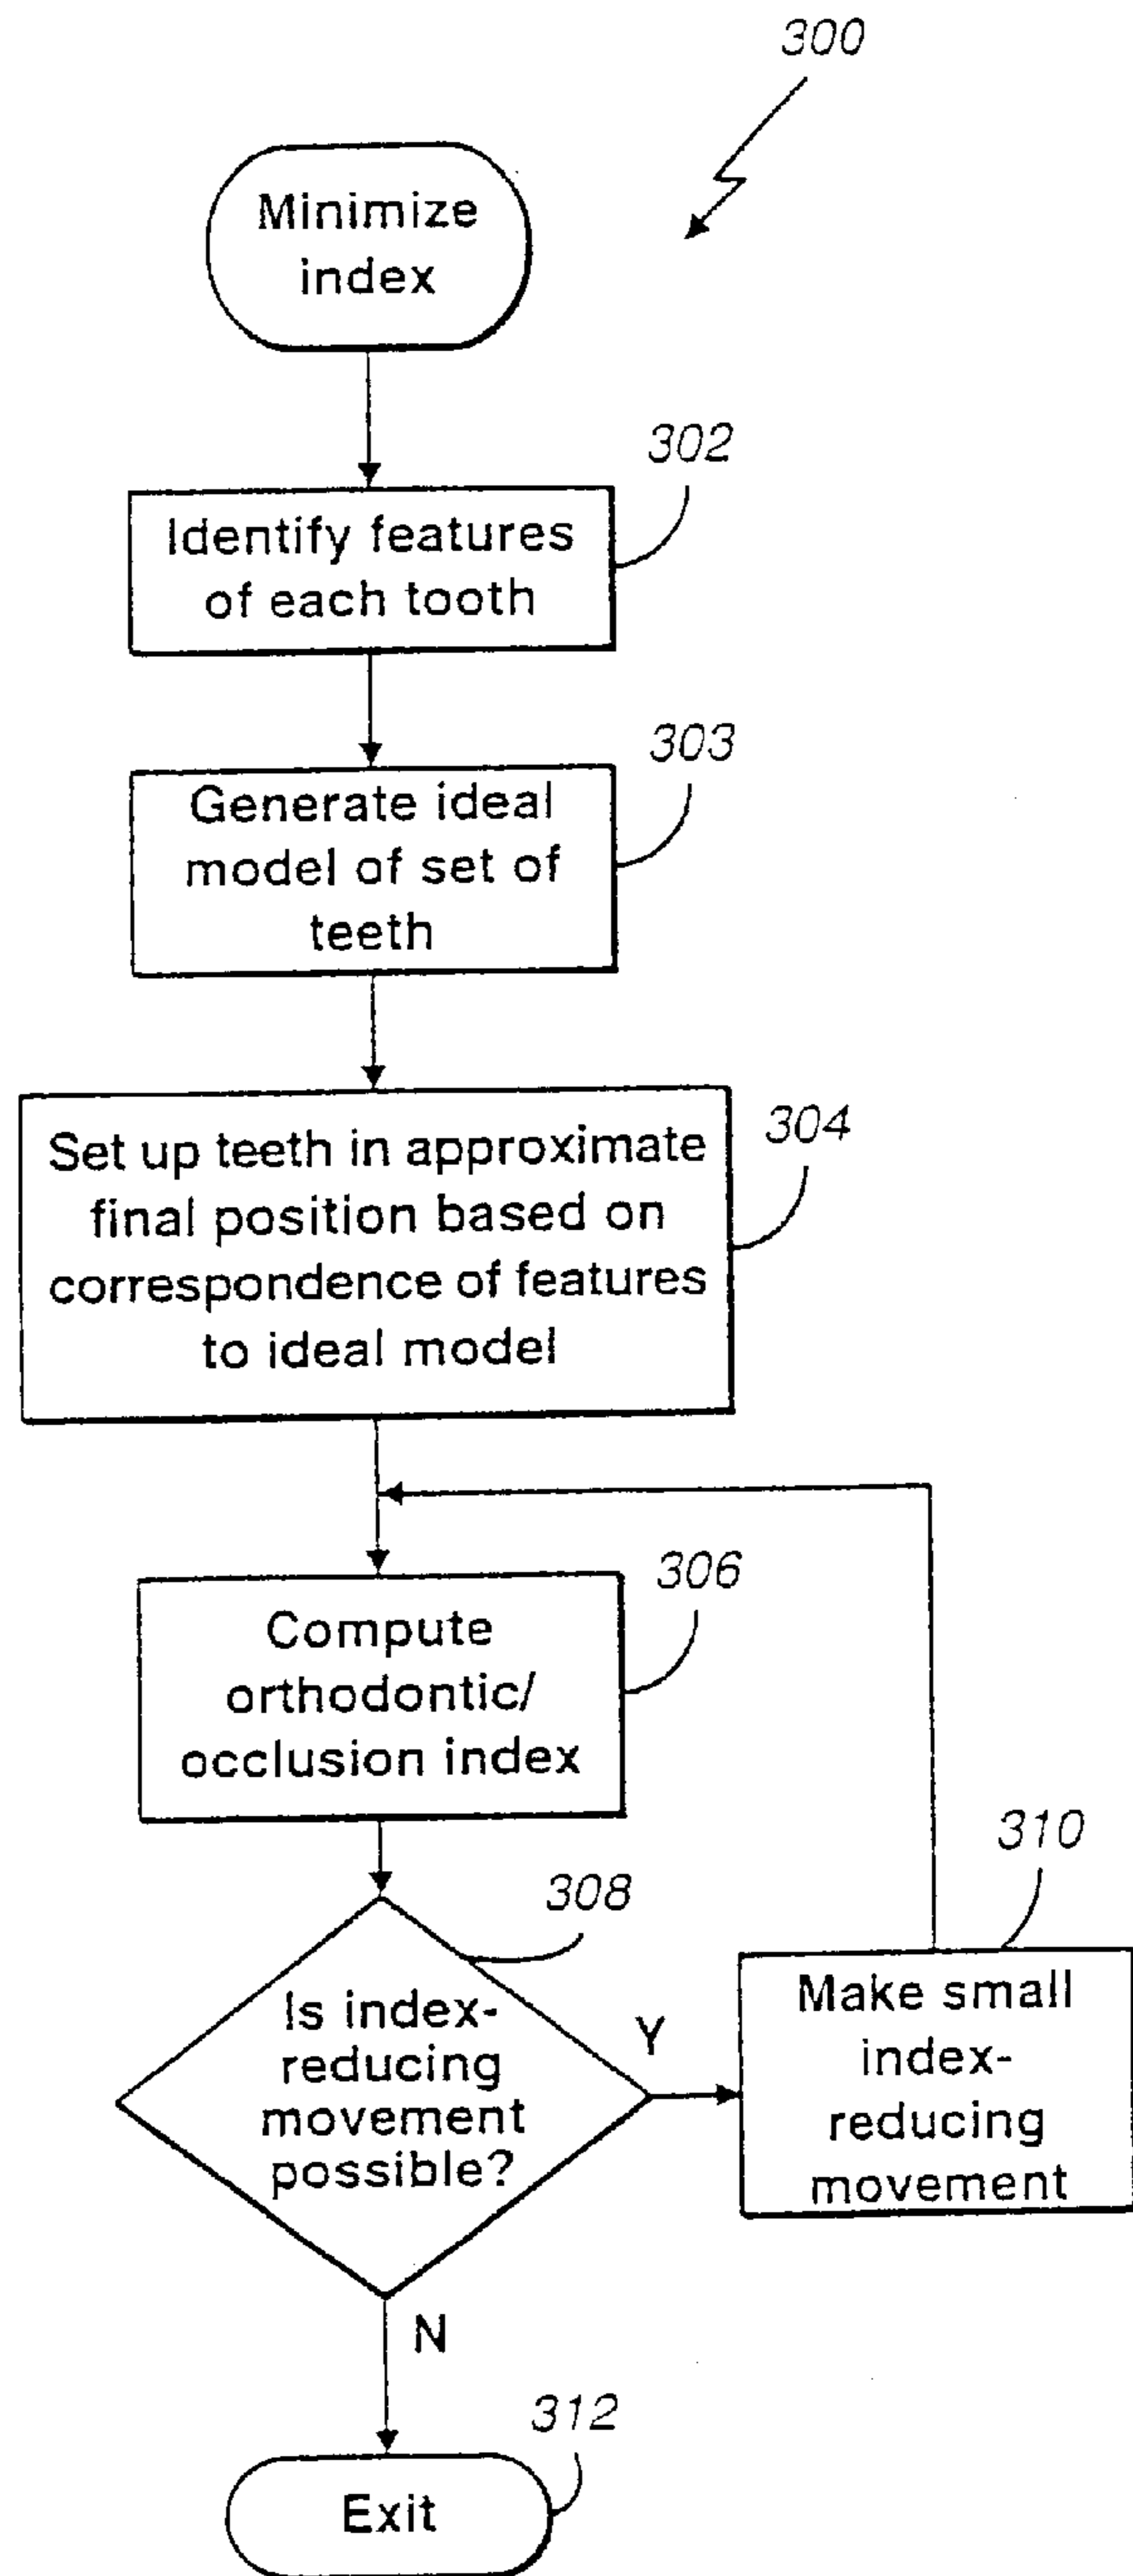 300
Minimize
index
302
Identify features
of each tooth
303
Generate ideal
model of set of
teeth
304
Set up teeth in approximate
final position based on
correspondence of features
to ideal model
306
Compute
orthodontic/
occlusion index
308
Is index-
reducing
movement
possible?
Y
310
Make small
index-
reducing
movement
N
312
Exit